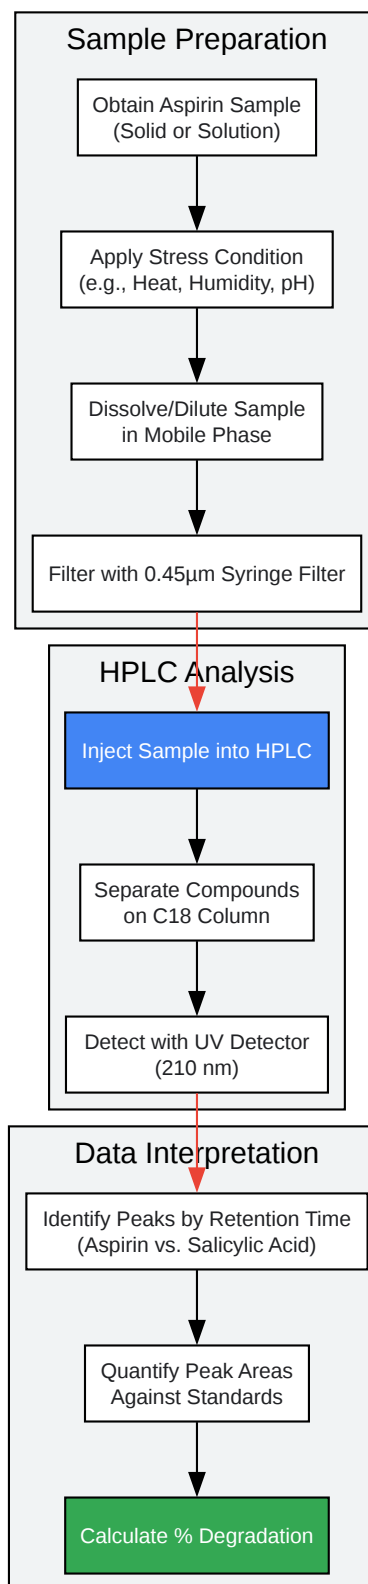 Sample Preparation
Obtain Aspirin Sample
(Solid or Solution)
Apply Stress Condition
(e.g., Heat, Humidity, pH)
Dissolve/Dilute Sample
in Mobile Phase
Filter with 0.45µm Syringe Filter
HPLC Analysis
Inject Sample into HPLC
Separate Compounds
on C18 Column
Detect with UV Detector
(210 nm)
Data Interpretation
Identify Peaks by Retention Time
(Aspirin vs. Salicylic Acid)
Quantify Peak Areas
Against Standards
Calculate % Degradation